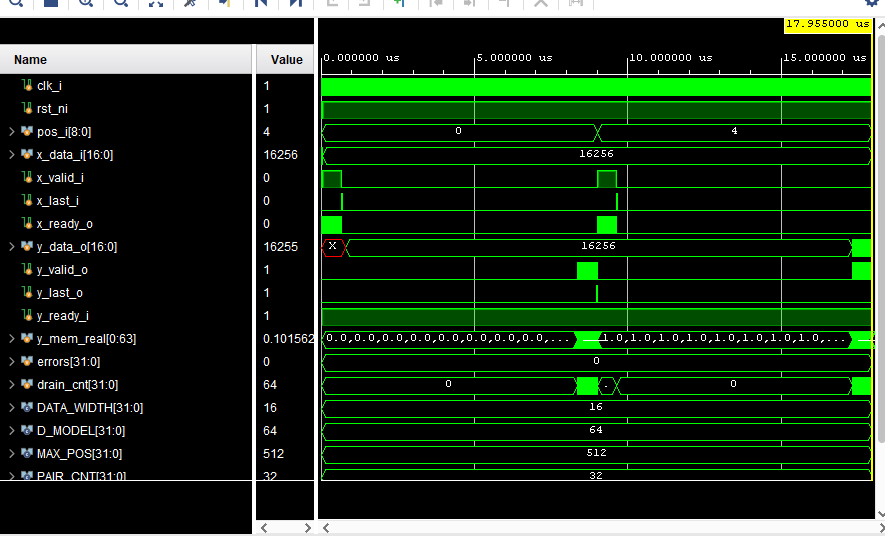 17.955000 us
Name Value 0.000000 us 5.000000 us 10.000000 us 15.000000 us
clk_i 1
rst_ni 1
pos_i[8:0] 4 0 4
x_data_i[16:0] 16256 16256
x_valid_i 0
x_last_i 0
x_ready_o 0
y_data_o[16:0] 16255 X 16256
y_valid_o 1
y_last_o 1
y_ready_i 1
y_mem_real[0:63] 0.101562 0.0,0.0,0.0,0.0,0.0,0.0,0.0,0.0,... 1.0,1.0,1.0,1.0,1.0,1.0,1.0,...
errors[31:0] 0 0
drain_cnt[31:0] 64 0 . 0
DATA_WIDTH[31:0] 16 16
D_MODEL[31:0] 64 64
MAX_POS[31:0] 512 512
PAIR_CNT[31:0] 32 32